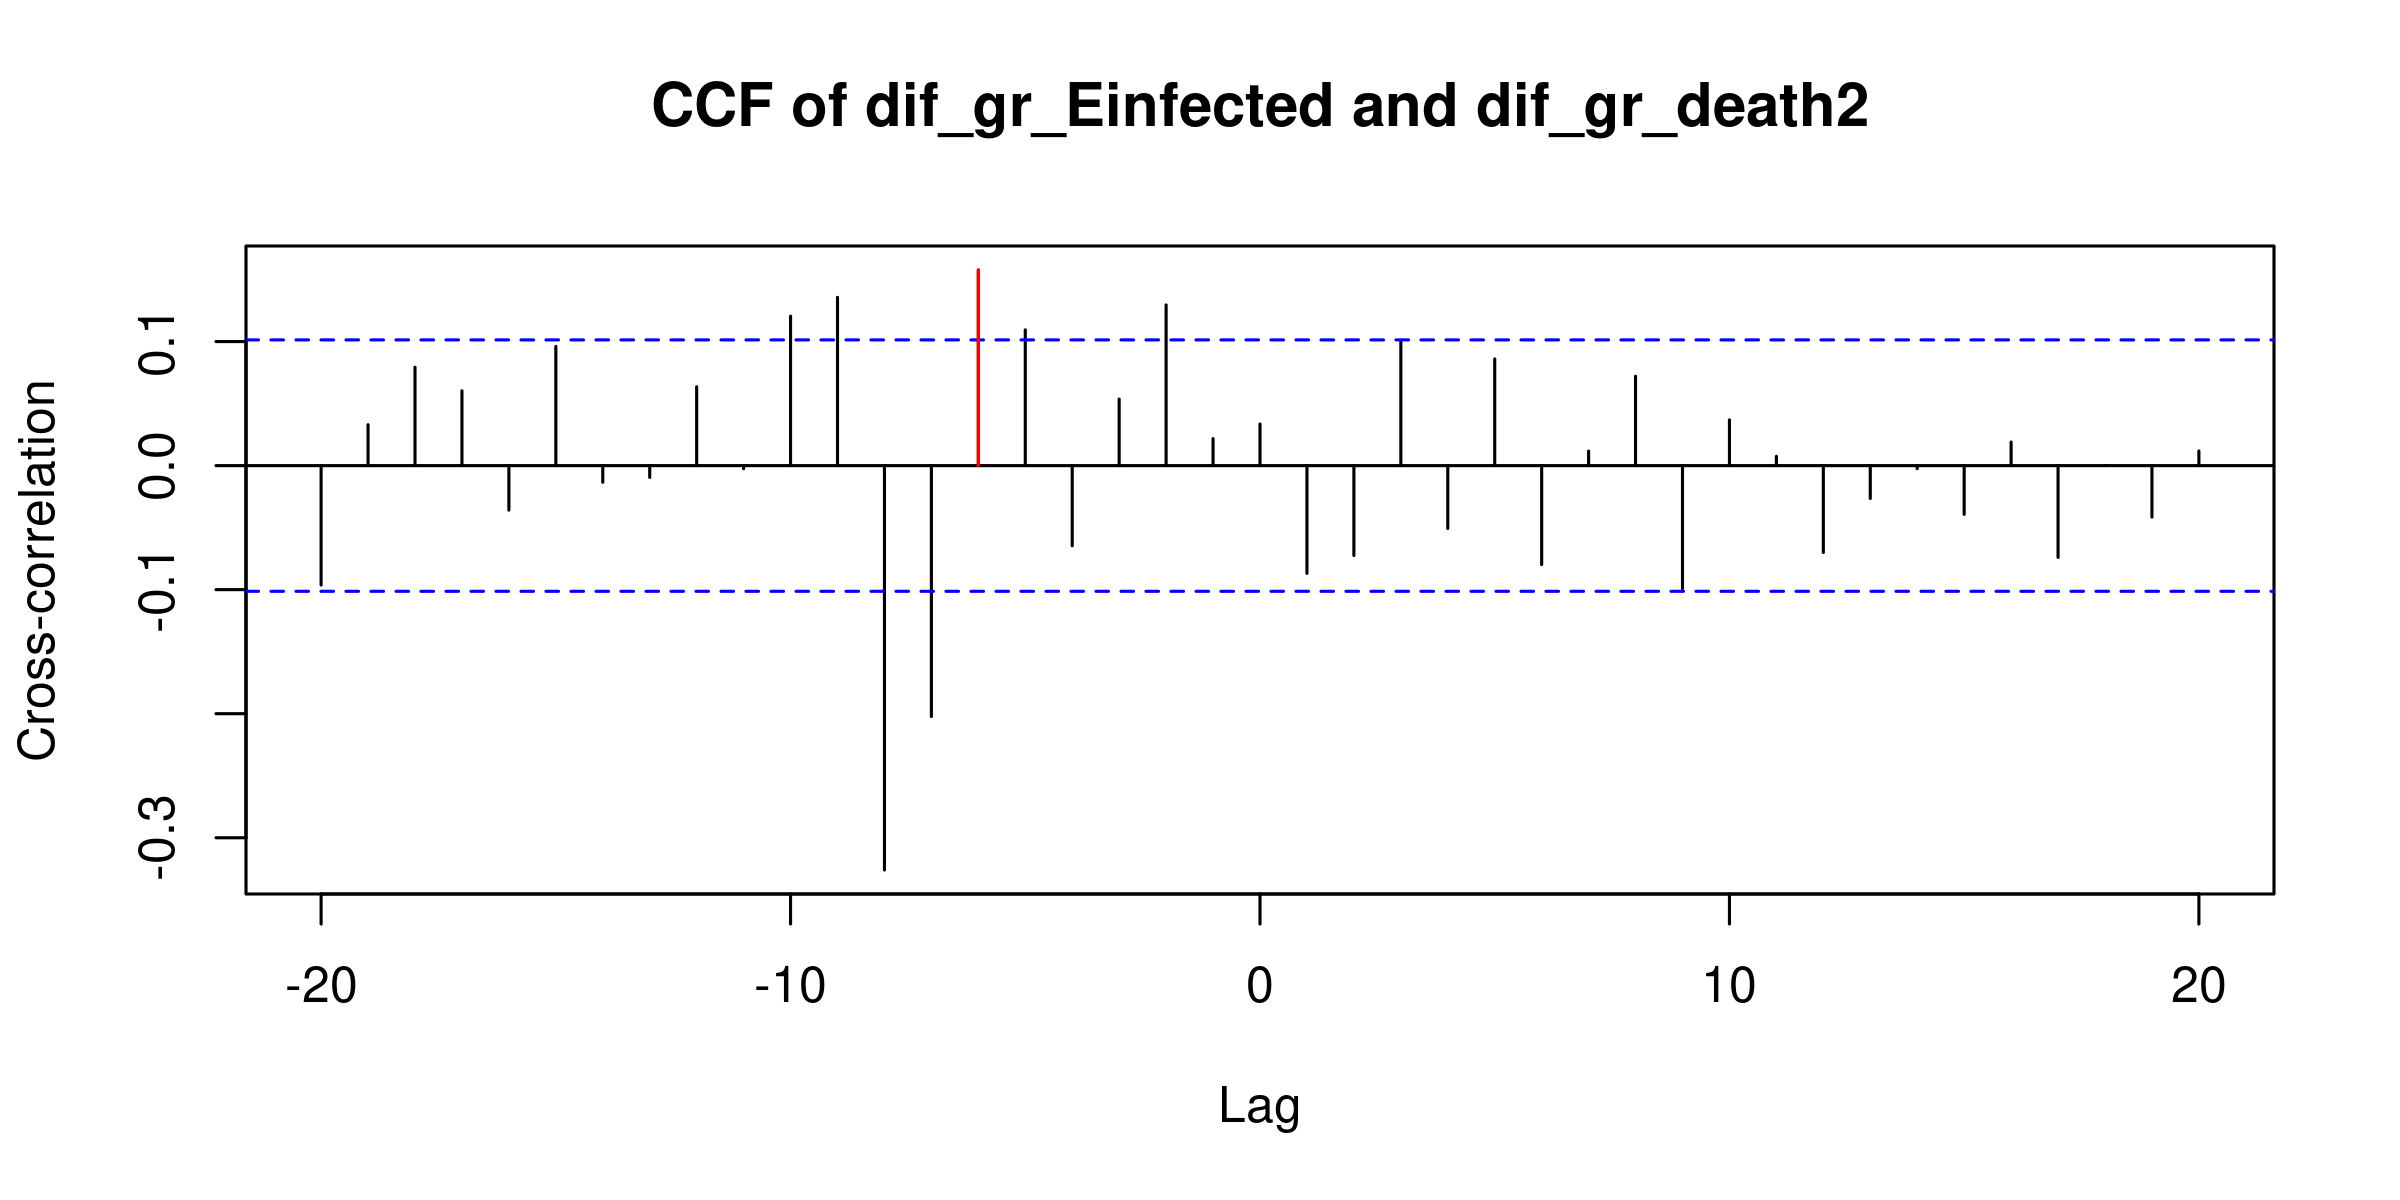 CCF of dif_gr_Einfected and dif_gr_death2
Cross-correlation
0.1
0.0
-0.1
-0.3
-20 -10 0 10 20
Lag